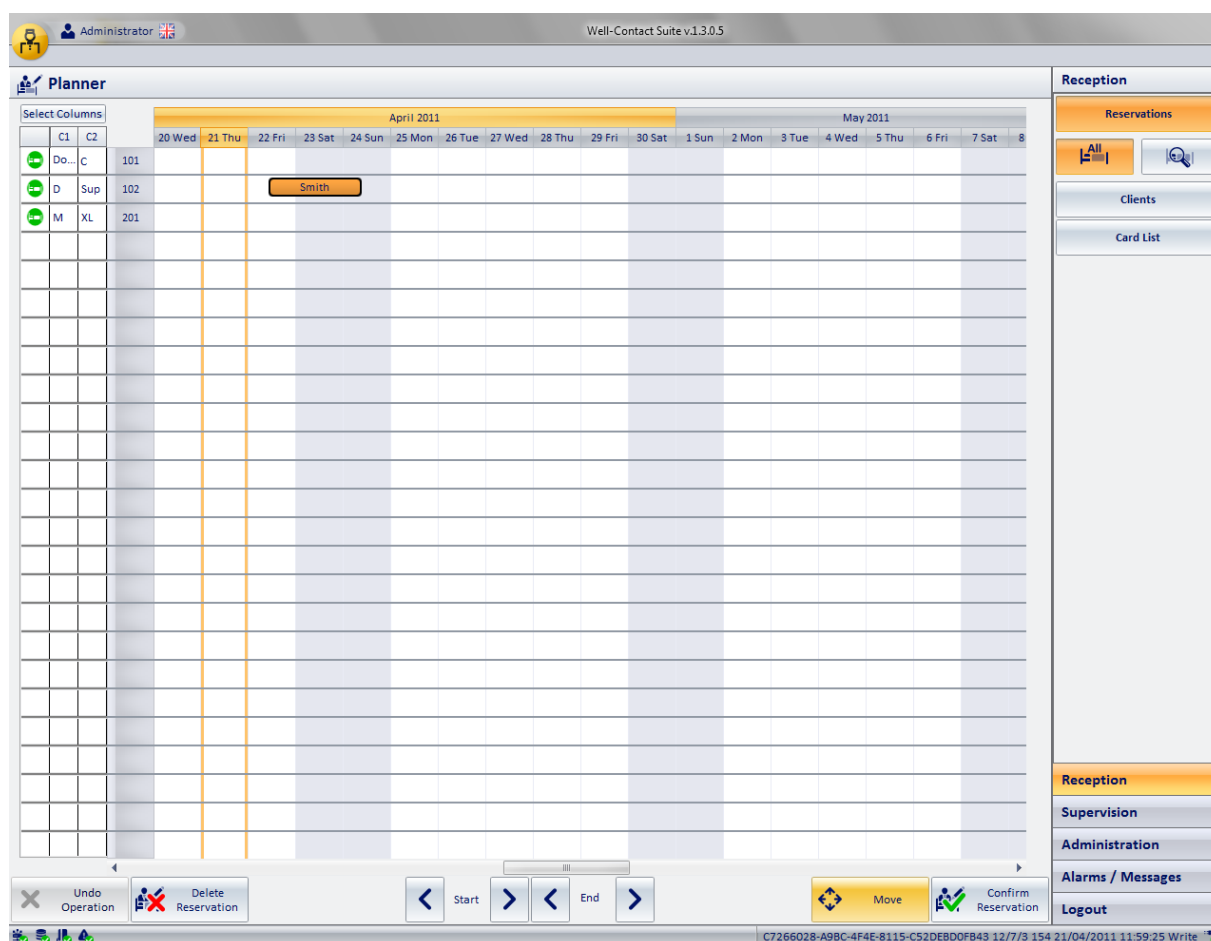 Administrator
Well-Contact Suite v.1.3.0.5
Planner
Reception
Select Columns
April 2011
May 2011
Reservations
C1 C2 20 Wed 21 Thu 22 Fri 23 Sat 24 Sun 25 Mon 26 Tue 27 Wed 28 Thu 29 Fri 30 Sat 1 Sun 2 Mon 3 Tue 4 Wed 5 Thu 6 Fri 7 Sat 8
All
Do... C 101
D Sup 102 Smith
Clients
M XL 201
Card List
Reception
Supervision
Administration
Alarms / Messages
Undo
Operation
Delete
Reservation
Start
End
Move
Confirm
Reservation
Logout
C7266028-A9BC-4F4E-8115-C52DEBD0FB43 12/7/3 154 21/04/2011 11:59:25 Write